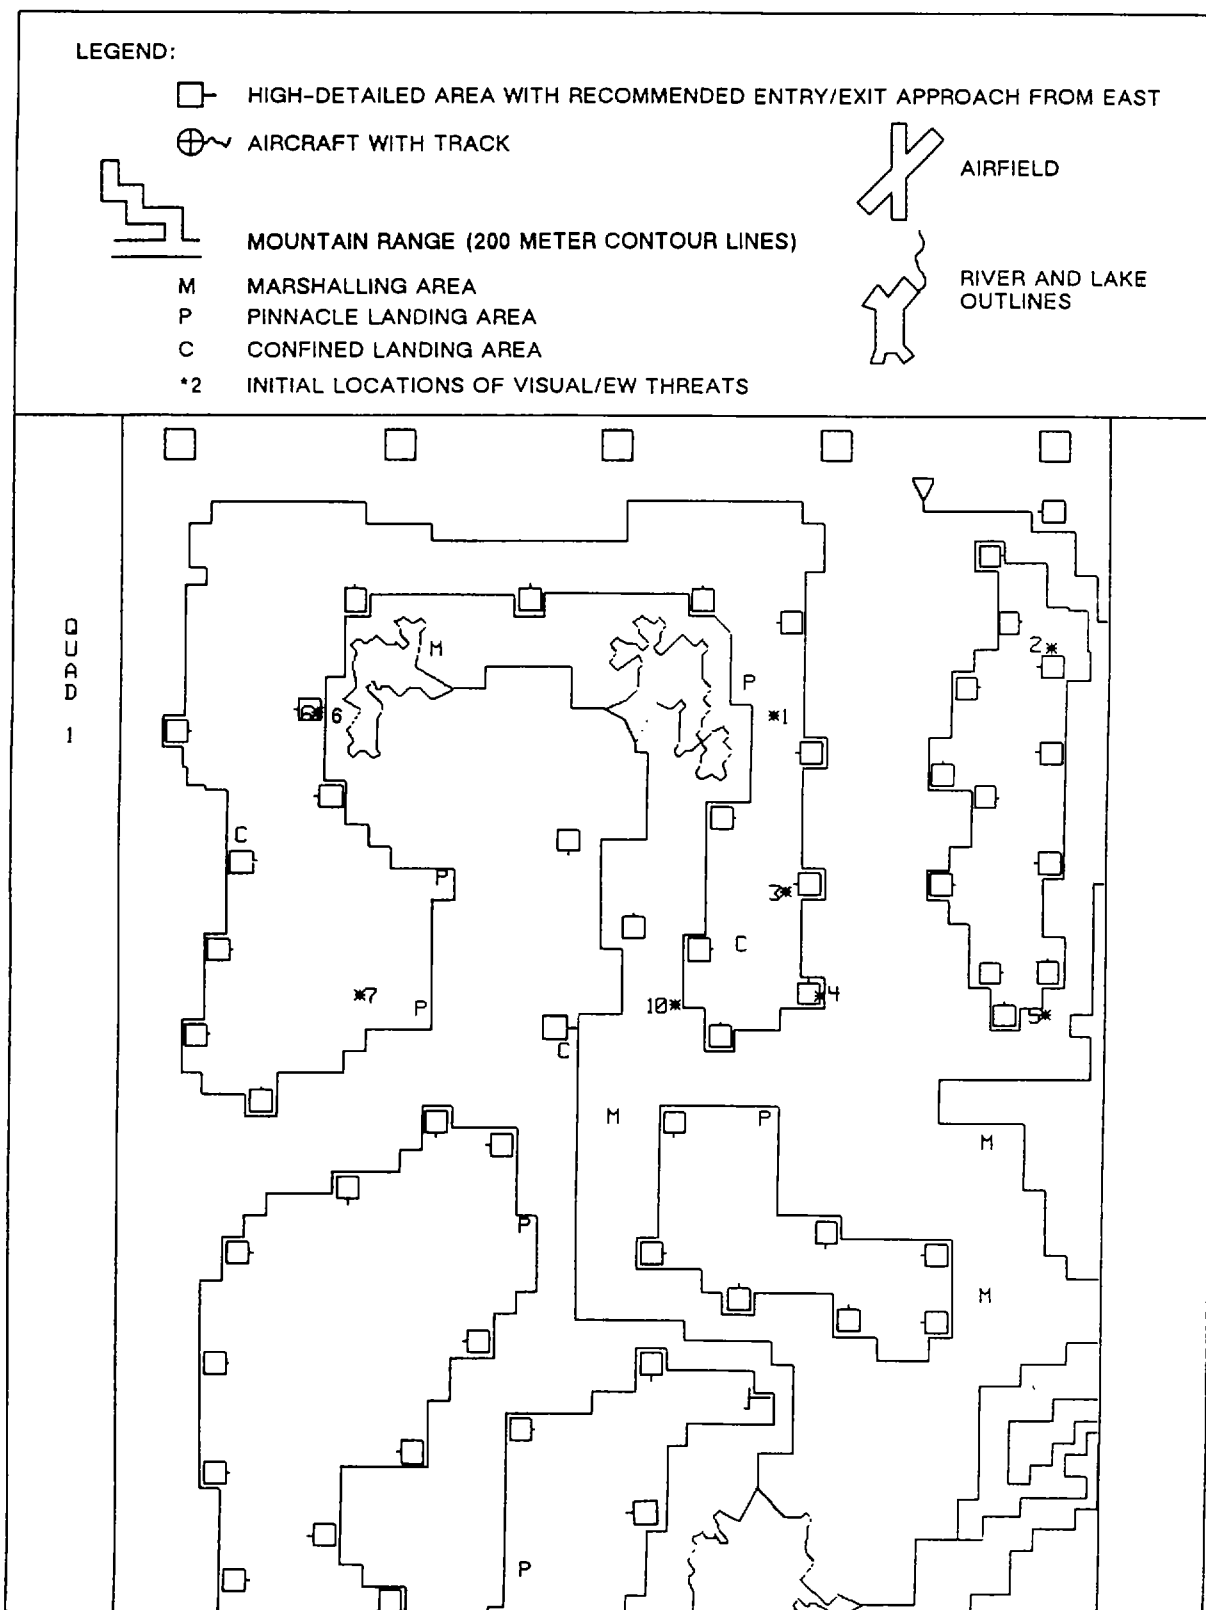 LEGEND:
HIGH-DETAILED AREA WITH RECOMMENDED ENTRY/EXIT APPROACH FROM EAST
AIRCRAFT WITH TRACK
AIRFIELD
MOUNTAIN RANGE (200 METER CONTOUR LINES)
M MARSHALLING AREA
RIVER AND LAKE
OUTLINES
P PINNACLE LANDING AREA
C CONFINED LANDING AREA
*2 INITIAL LOCATIONS OF VISUAL/EW THREATS
QUAD 1
M
2*
P
*6
*1
C
P
3*
C
*7
P
10*
*4
5*
C
M
P
M
P
M
P